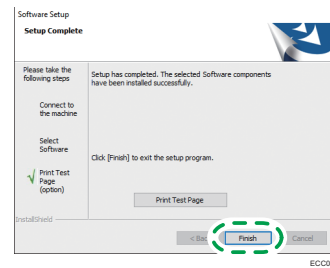 Software Setup
Setup Complete
Please take the
following steps
Setup has completed. The selected Software components
have been installed successfully.
Connect to
the machine
Select
Software
Click [Finish] to exit the setup program.
Print Test
Page
(option)
Print Test Page
InstallShield
Finish
Cancel